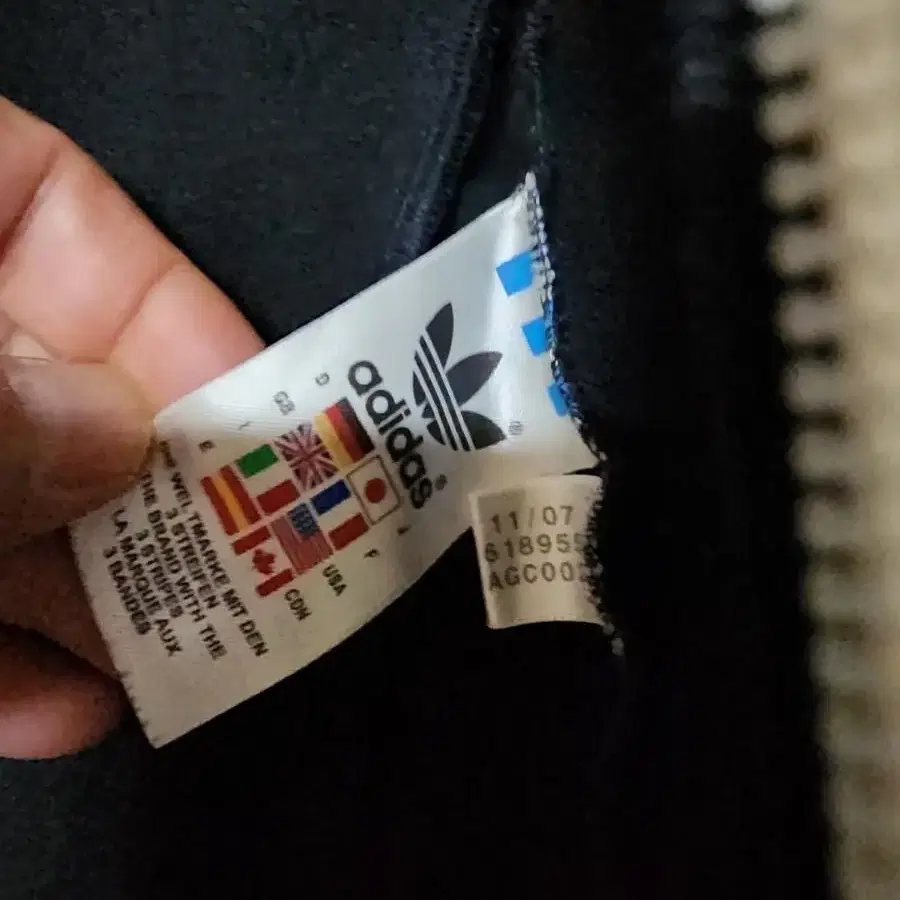 adidas
D
GB
I
E
J
F
USA
CDN
WELTMARKE MIT DEN
3 STREIFEN
THE BRAND WITH THE
3 STRIPES
LA MARQUE AUX
3 BANDES
11/07
AGC00